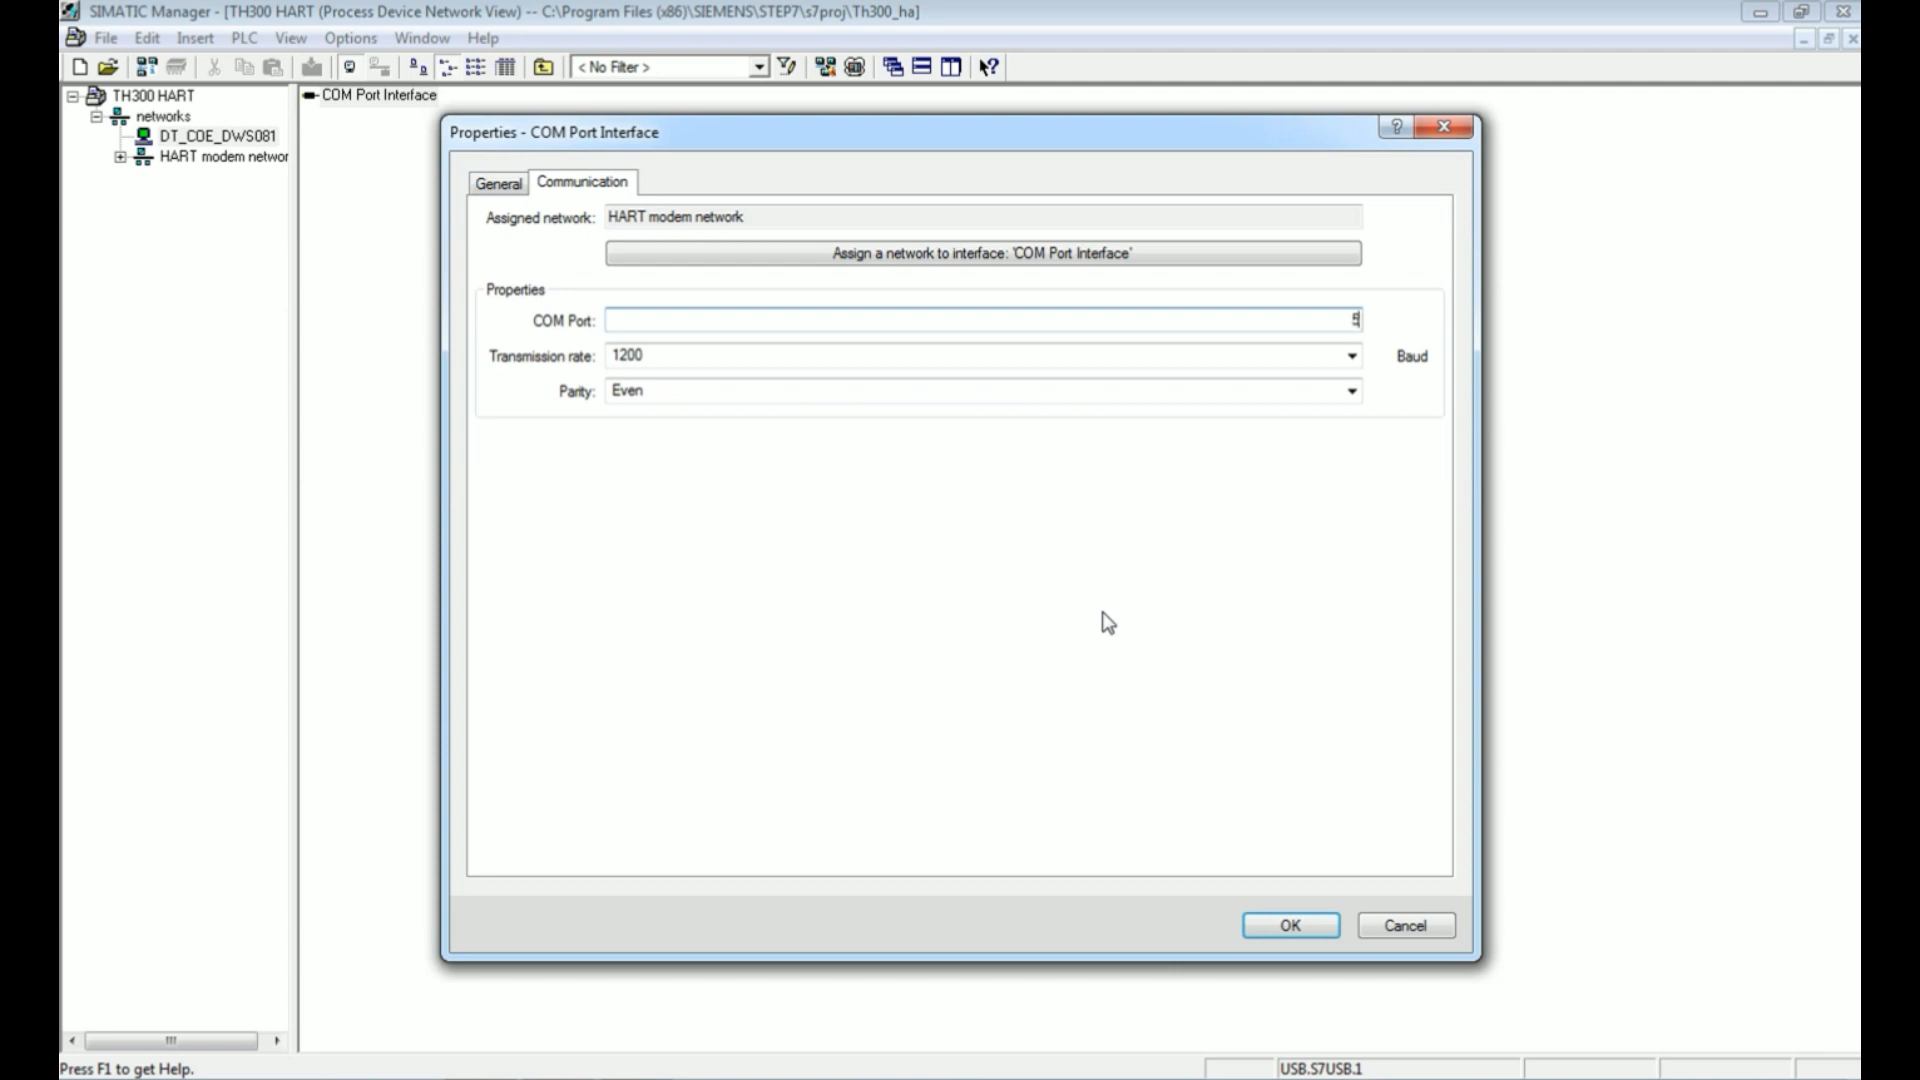 SIMATIC Manager - [TH300 HART (Process Device Network View) -- C:\Program Files (x86)\SIEMENS\STEP7\s7proj\Th300_ha]
File Edit Insert PLC View Options Window Help
< No Filter >
TH300 HART
networks
DT_COE_DWS081
HART modem networ
COM Port Interface
Properties - COM Port Interface
General Communication
Assigned network: HART modem network
Assign a network to interface: 'COM Port Interface'
Properties
COM Port:
Transmission rate: 1200 Baud
Parity: Even
OK Cancel
Press F1 to get Help.
USB.S7USB.1